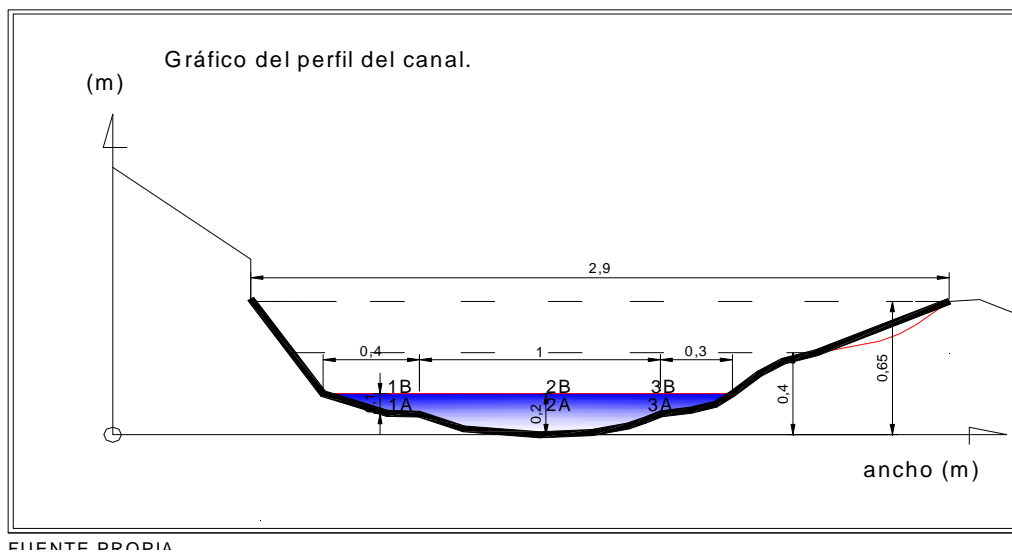 Gráfico del perfil del canal.
(m)
2,9
0,4
1
0,3
1B
2B
3B
1A
2A
3A
0,2
0,4
0,65
ancho (m)
FUENTE PROPIA